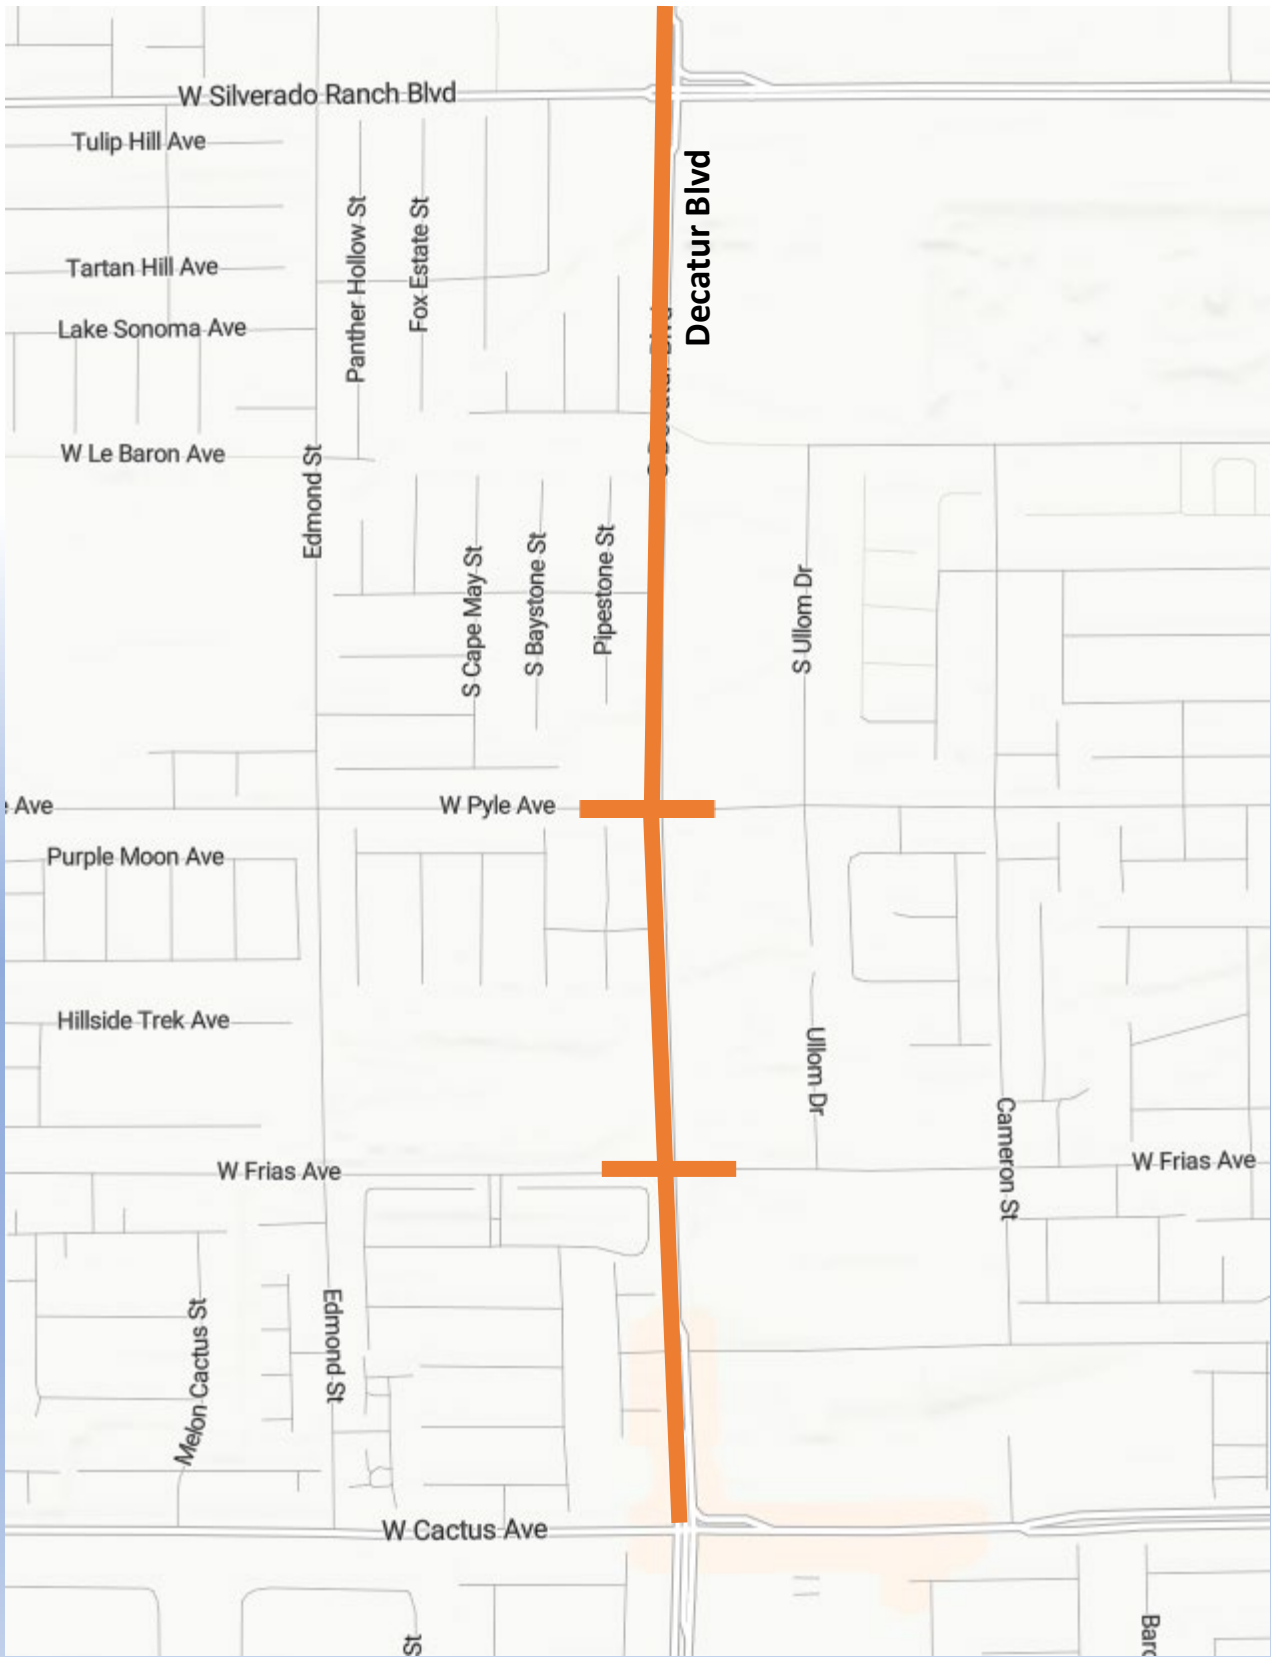 W Silverado Ranch Blvd
Tulip Hill Ave
Decatur Blvd
Panther Hollow St
Fox Estate St
Tartan Hill Ave
Lake Sonoma Ave
W Le Baron Ave
Edmond St
S Cape May St
S Baystone St
Pipestone St
S Ullom Dr
Ave
W Pyle Ave
Purple Moon Ave
Hillside Trek Ave
Ullom Dr
Cameron St
W Frias Ave
W Frias Ave
Edmond St
Melon Cactus St
W Cactus Ave
St